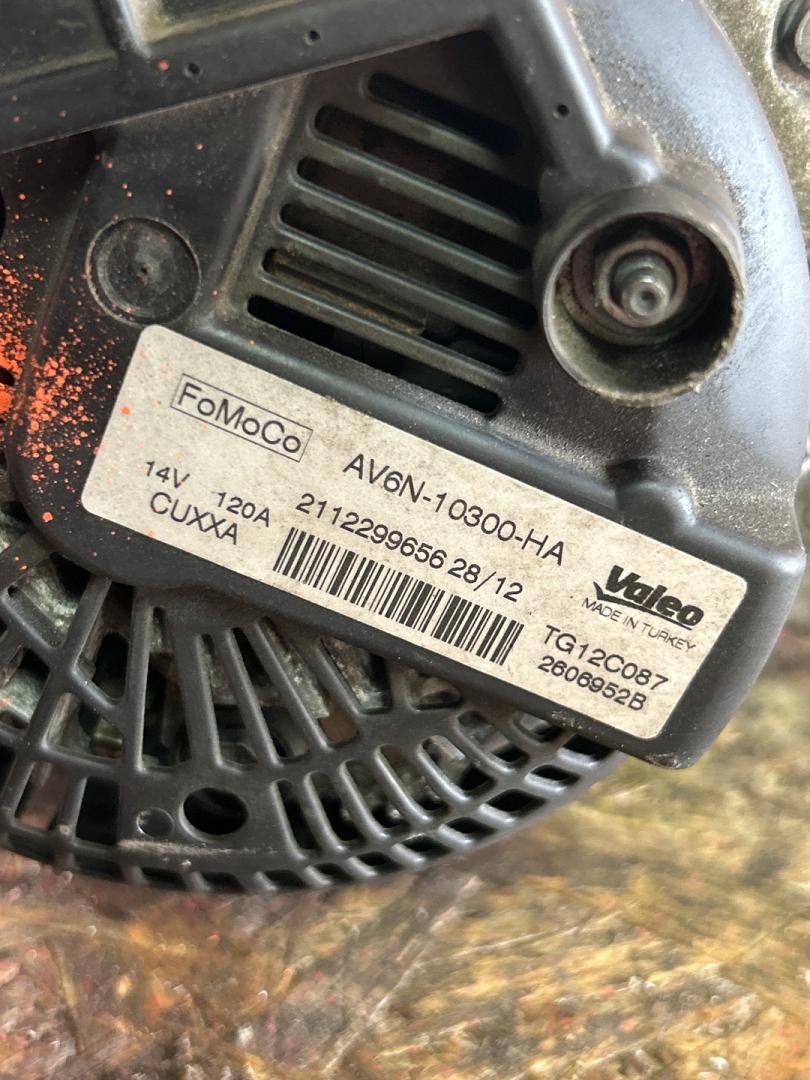 FoMoCo
AV6N-10300-HA
14V 120A 2112299656 28/12
CUXXA
Valeo
MADE IN TURKEY
TG12C087
2606952B